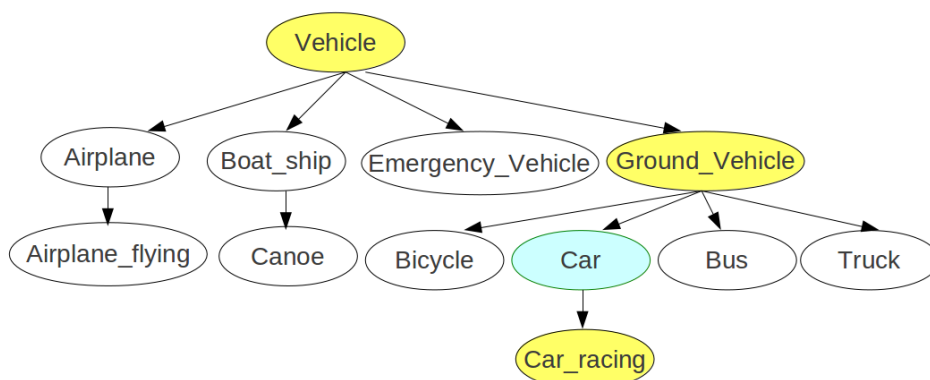 Vehicle
Airplane
Boat_ship
Emergency_Vehicle
Ground_Vehicle
Airplane_flying
Canoe
Bicycle
Car
Bus
Truck
Car_racing